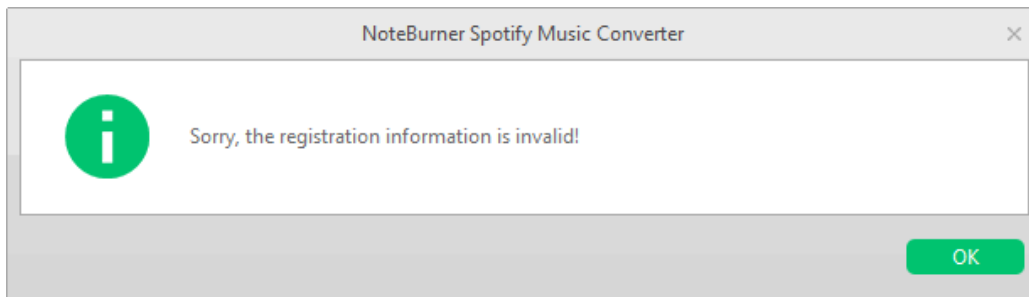 NoteBurner Spotify Music Converter
Sorry, the registration information is invalid!
OK